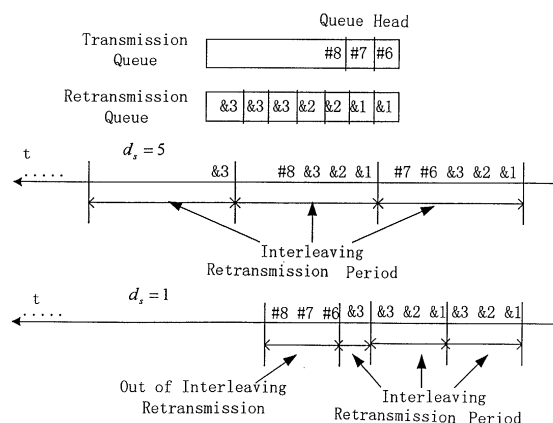 Queue Head
Transmission
Queue
#8 #7 #6
Retransmission
Queue
&3 &3 &3 &2 &2 &1 &1
t
.....
d_s = 5
&3 #8 &3 &2 &1 #7 #6 &3 &2 &1
Interleaving
Retransmission Period
t
.....
d_s = 1
#8 #7 #6 &3 &3 &2 &1 &3 &2 &1
Out of Interleaving
Retransmission
Interleaving
Retransmission Period